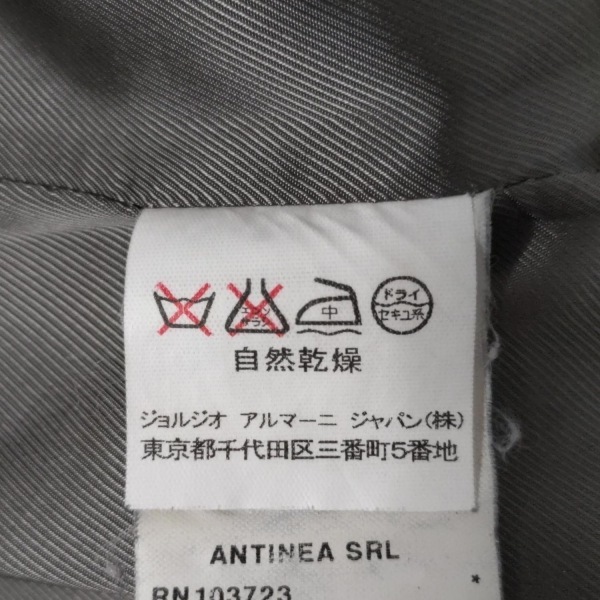 中
ドライ
セキユ系
自然乾燥
ジョルジオ アルマーニ ジャパン(株)
東京都千代田区三番町5番地
ANTINEA SRL
RN103723
*